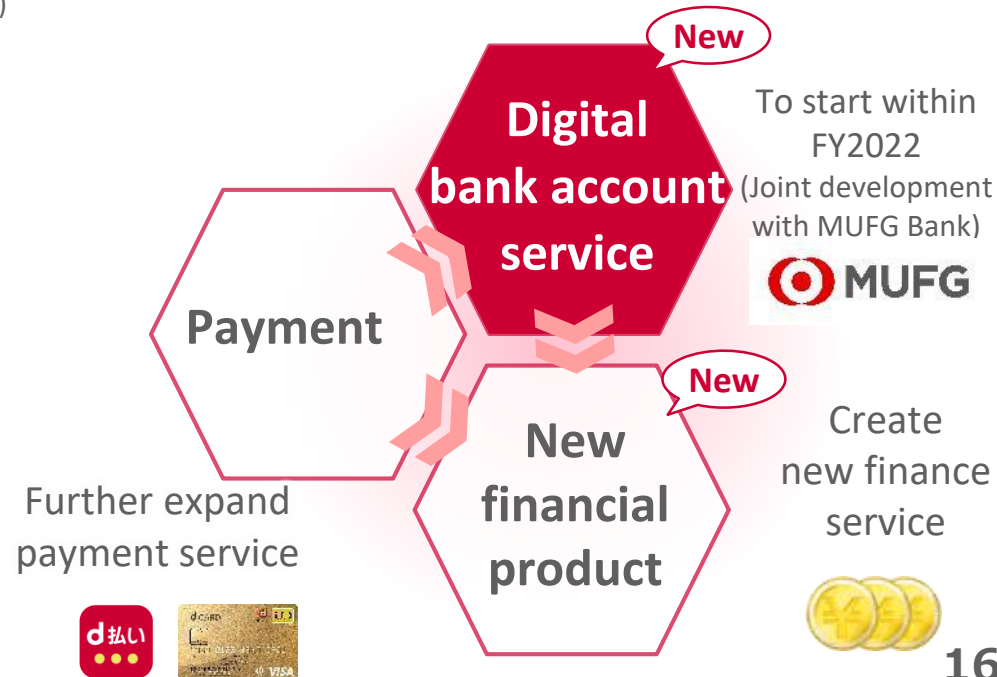 )
New
Digital
bank account
service
To start within
FY2022
(Joint development
with MUFG Bank)
MUFG
Payment
New
New
financial
product
Create
new finance
service
Further expand
payment service
d払い
d CARD
VISA
16